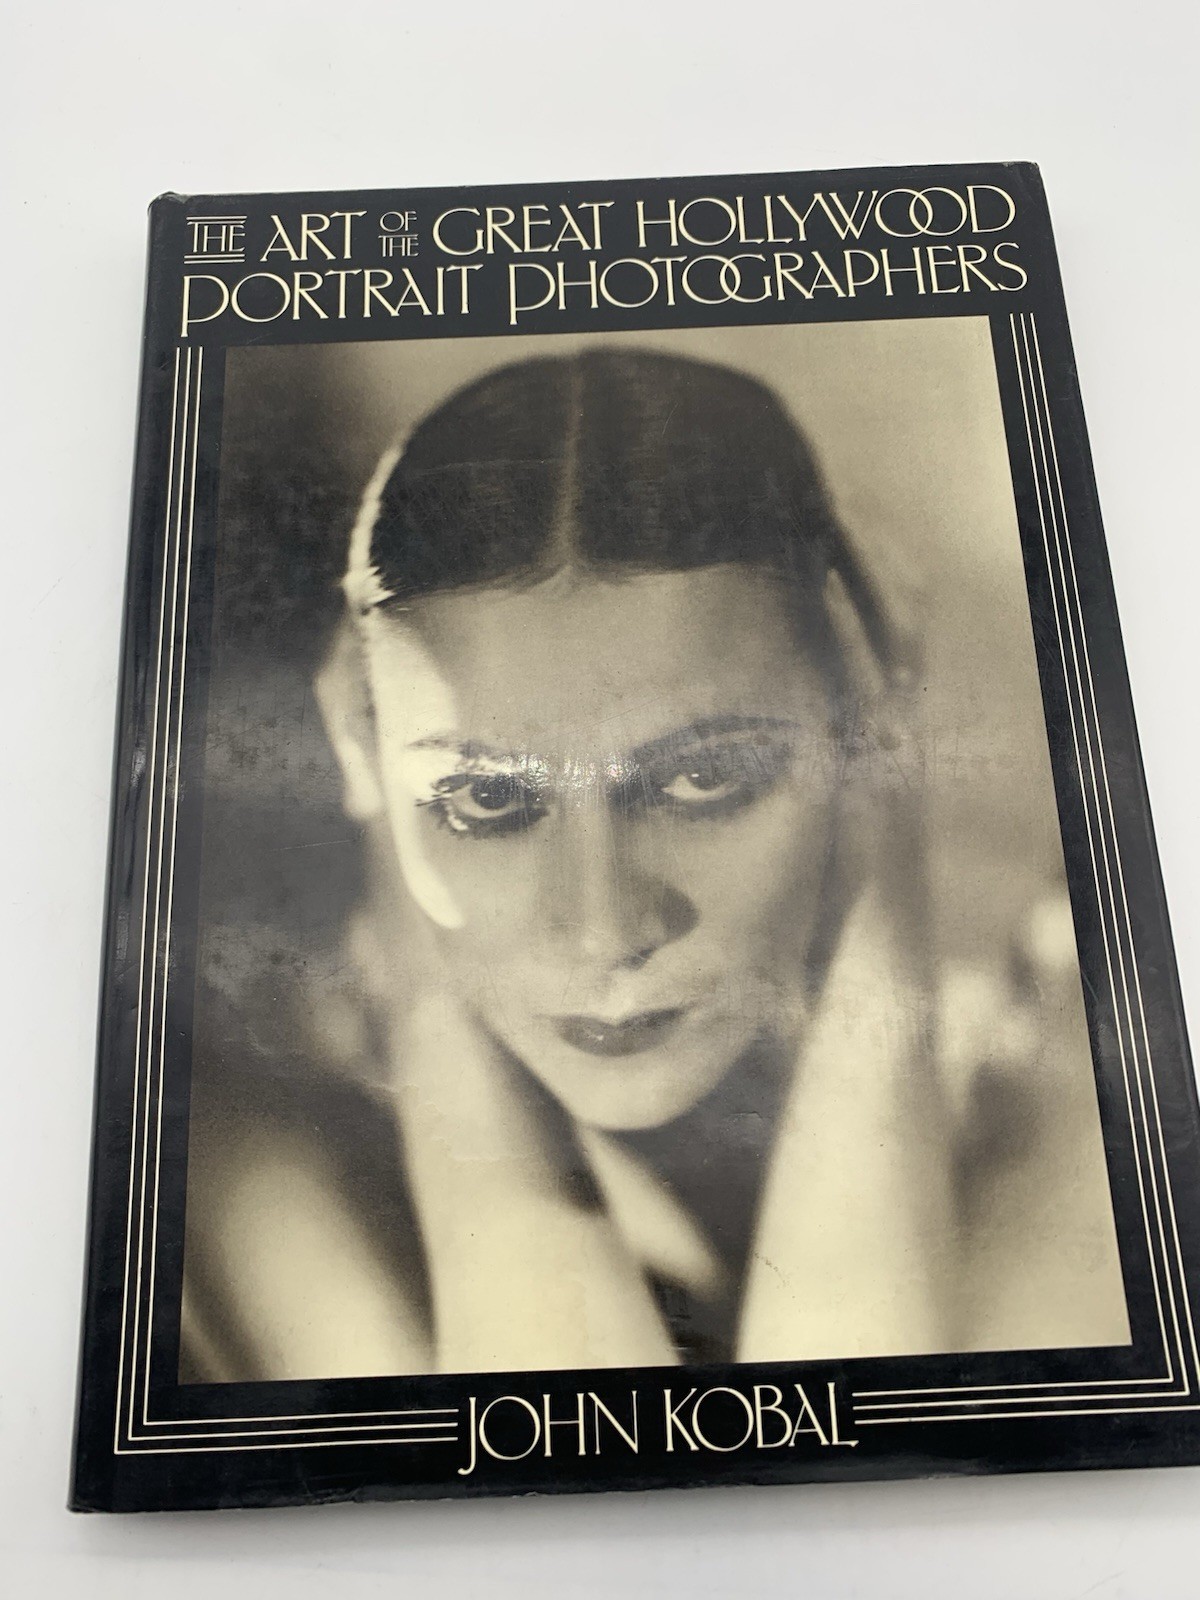 THE ART OF THE GREAT HOLLYWOOD
PORTRAIT PHOTOGRAPHERS
JOHN KOBAL